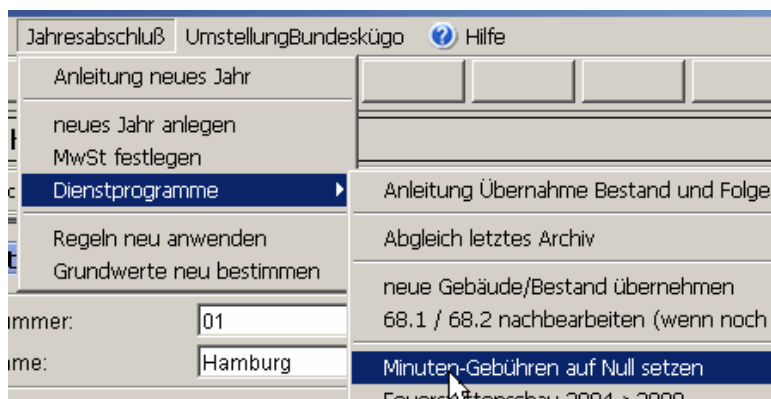 Jahresabschluß UmstellungBundeskügo Hilfe
Anleitung neues Jahr
neues Jahr anlegen
MwSt festlegen
Dienstprogramme
Anleitung Übernahme Bestand und Folge
Regeln neu anwenden
Abgleich letztes Archiv
Grundwerte neu bestimmen
neue Gebäude/Bestand übernehmen
ummer: 01
68.1 / 68.2 nachbearbeiten (wenn noch
ame: Hamburg
Minuten-Gebühren auf Null setzen